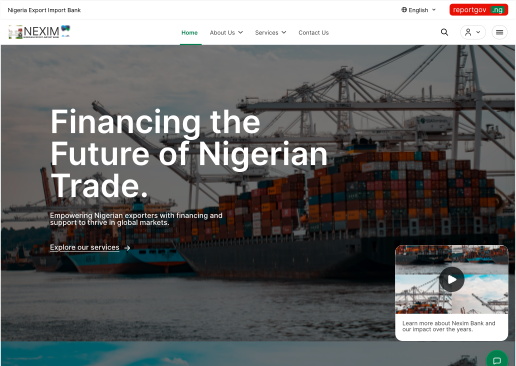 Nigeria Export Import Bank
English
reportgov .ng
NEXIM
Home
About Us
Services
Contact Us
Financing the
Future of Nigerian
Trade.
Empowering Nigerian exporters with financing and
support to thrive in global markets.
Explore our services
Learn more about Nexim Bank and
our impact over the years.